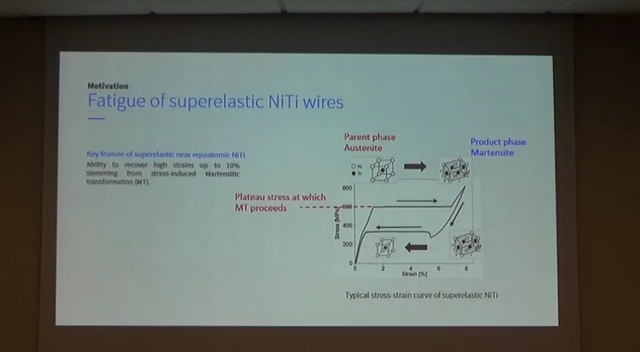 Motivation
Fatigue of superelastic NiTi wires
Key feature of superelastic near equiatomic NiTi
Ability to recover high strains up to 10%
stemming from stress-induced Martensitic
transformation (MT).
Parent phase
Austenite
Product phase
Martensite
Ni
Ti
Plateau stress at which
MT proceeds
Stress [MPa]
800
600
400
200
0
0 2 4 6 8
Strain [%]
Typical stress-strain curve of superelastic NiTi